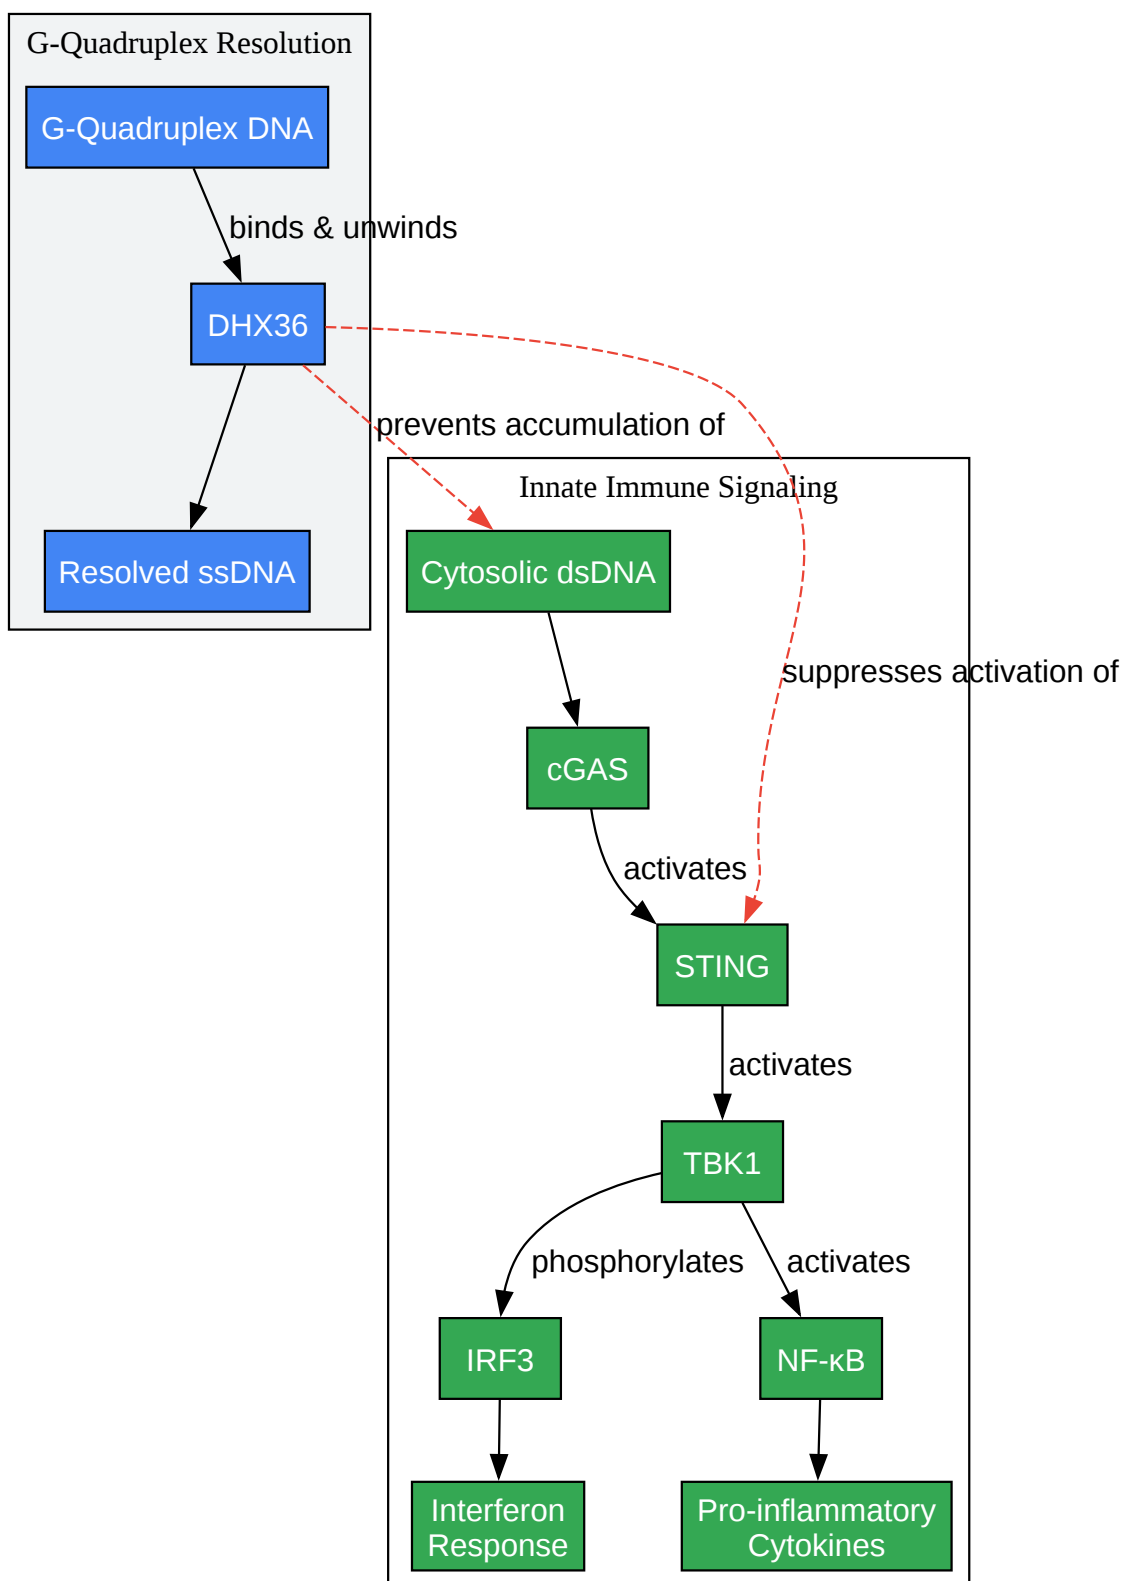 G-Quadruplex Resolution
G-Quadruplex DNA
binds & unwinds
DHX36
prevents accumulation of
Innate Immune Signaling
Resolved ssDNA
Cytosolic dsDNA
suppresses activation of
cGAS
activates
STING
activates
TBK1
phosphorylates
activates
IRF3
NF-κB
Interferon
Response
Pro-inflammatory
Cytokines